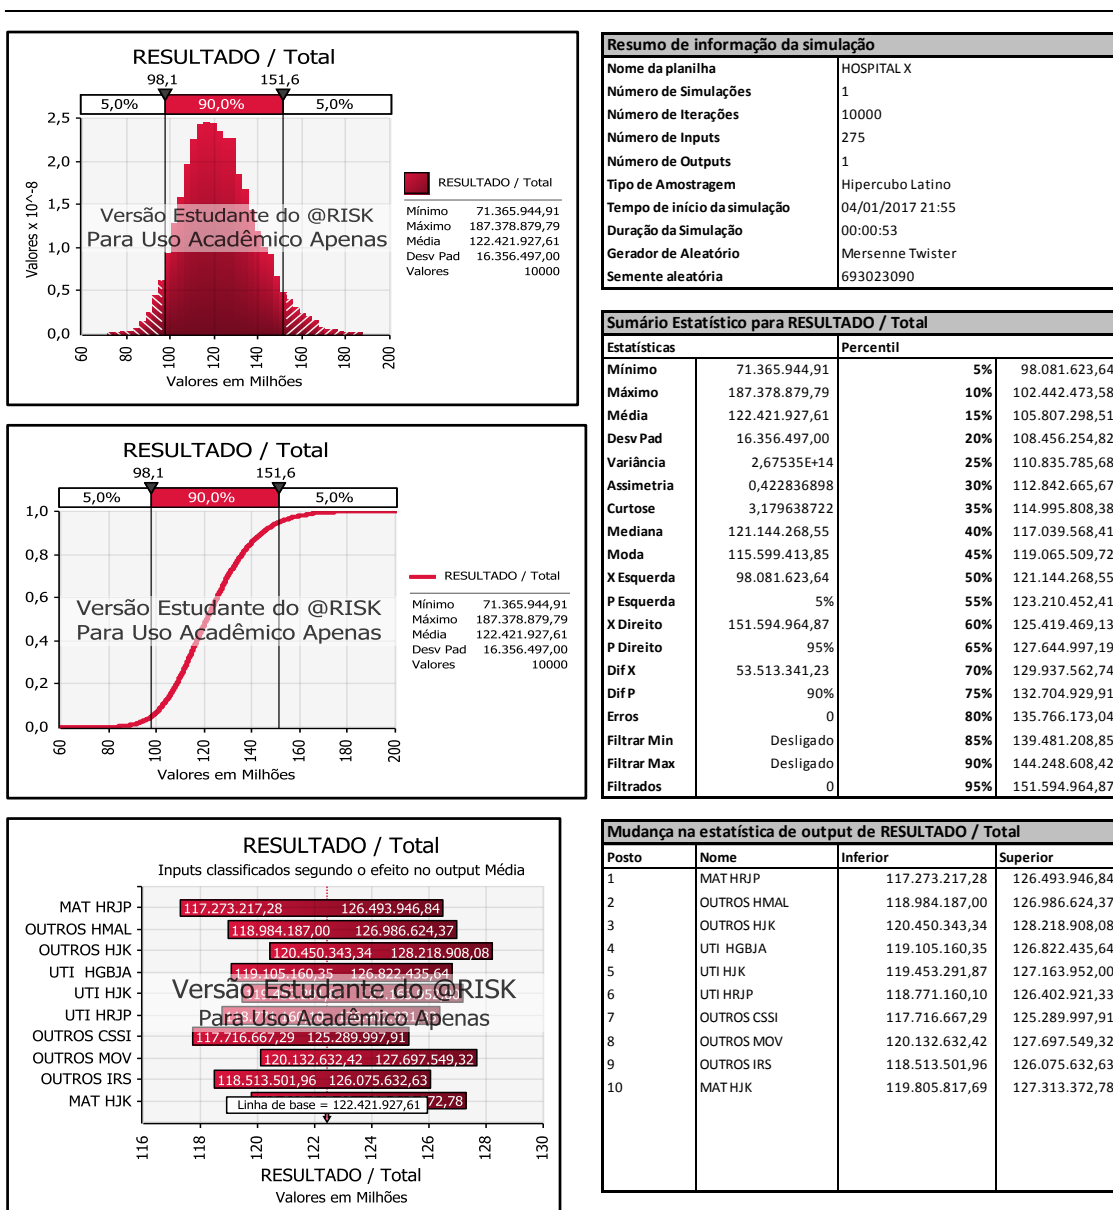 RESULTADO / Total
98,1 151,6
5,0% 90,0% 5,0%
2,5
2,0
1,5
1,0
0,5
0,0
Valores x 10^-8
60 80 100 120 140 160 180 200
Valores em Milhões
Versão Estudante do @RISK
Para Uso Acadêmico Apenas
RESULTADO / Total
Mínimo 71.365.944,91
Máximo 187.378.879,79
Média 122.421.927,61
Desv Pad 16.356.497,00
Valores 10000
Resumo de informação da simulação
Nome da planilha HOSPITAL X
Número de Simulações 1
Número de Iterações 10000
Número de Inputs 275
Número de Outputs 1
Tipo de Amostragem Hipercubo Latino
Tempo de início da simulação 04/01/2017 21:55
Duração da Simulação 00:00:53
Gerador de Aleatório Mersenne Twister
Semente aleatória 693023090
RESULTADO / Total
98,1 151,6
5,0% 90,0% 5,0%
1,0
0,8
0,6
0,4
0,2
0,0
60 80 100 120 140 160 180 200
Valores em Milhões
Versão Estudante do @RISK
Para Uso Acadêmico Apenas
RESULTADO / Total
Mínimo 71.365.944,91
Máximo 187.378.879,79
Média 122.421.927,61
Desv Pad 16.356.497,00
Valores 10000
Sumário Estatístico para RESULTADO / Total
Estatísticas Percentil
Mínimo 71.365.944,91 5% 98.081.623,64
Máximo 187.378.879,79 10% 102.442.473,58
Média 122.421.927,61 15% 105.807.298,51
Desv Pad 16.356.497,00 20% 108.456.254,82
Variância 2,67535E+14 25% 110.835.785,68
Assimetria 0,422836898 30% 112.842.665,67
Curtose 3,179638722 35% 114.995.808,38
Mediana 121.144.268,55 40% 117.039.568,41
Moda 115.599.413,85 45% 119.065.509,72
X Esquerda 98.081.623,64 50% 121.144.268,55
P Esquerda 5% 55% 123.210.452,41
X Direito 151.594.964,87 60% 125.419.469,13
P Direito 95% 65% 127.644.997,19
Dif X 53.513.341,23 70% 129.937.562,74
Dif P 90% 75% 132.704.929,91
Erros 0 80% 135.766.173,04
Filtrar Min Desligado 85% 139.481.208,85
Filtrar Max Desligado 90% 144.248.608,42
Filtrados 0 95% 151.594.964,87
RESULTADO / Total
Inputs classificados segundo o efeito no output Média
MAT HRJP 117.273.217,28 126.493.946,84
OUTROS HMAL 118.984.187,00 126.986.624,37
OUTROS HJK 120.450.343,34 128.218.908,08
UTI HGBJA 119.105.160,35 126.822.435,64
UTI HJK
UTI HRJP
OUTROS CSSI 117.716.667,29 125.289.997,91
OUTROS MOV 120.132.632,42 127.697.549,32
OUTROS IRS 118.513.501,96 126.075.632,63
MAT HJK 72,78
Linha de base = 122.421.927,61
Versão Estudante do @RISK
Para Uso Acadêmico Apenas
116 118 120 122 124 126 128 130
RESULTADO / Total
Valores em Milhões
Mudança na estatística de output de RESULTADO / Total
Posto Nome Inferior Superior
1 MAT HRJP 117.273.217,28 126.493.946,84
2 OUTROS HMAL 118.984.187,00 126.986.624,37
3 OUTROS HJK 120.450.343,34 128.218.908,08
4 UTI HGBJA 119.105.160,35 126.822.435,64
5 UTI HJK 119.453.291,87 127.163.952,00
6 UTI HRJP 118.771.160,10 126.402.921,33
7 OUTROS CSSI 117.716.667,29 125.289.997,91
8 OUTROS MOV 120.132.632,42 127.697.549,32
9 OUTROS IRS 118.513.501,96 126.075.632,63
10 MAT HJK 119.805.817,69 127.313.372,78